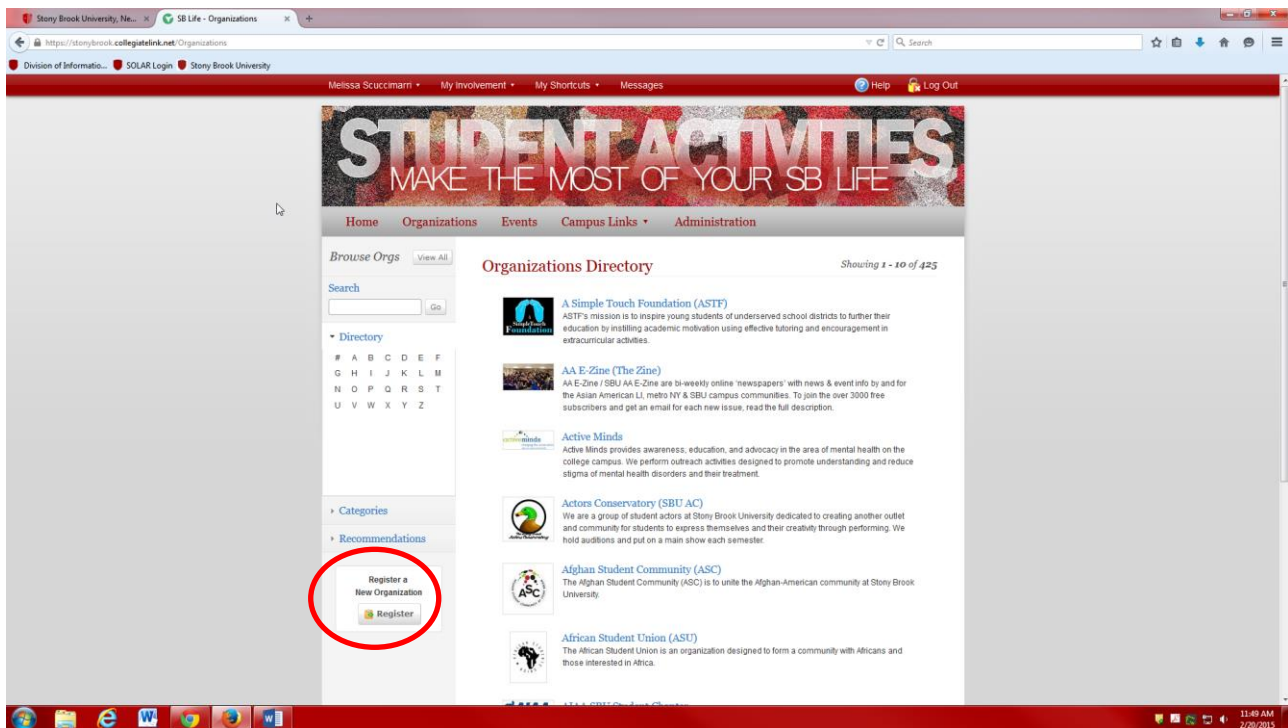 Stony Brook University, Ne...
SB Life - Organizations
https://stonybrook.collegiatelink.net/Organizations
Search
Division of Informatio...
SOLAR Login
Stony Brook University
Melissa Scuccimarri
My Involvement
My Shortcuts
Messages
Help
Log Out
STUDENT ACTIVITIES
MAKE THE MOST OF YOUR SB LIFE
Home
Organizations
Events
Campus Links
Administration
Browse Orgs
View All
Search
Go
Directory
# A B C D E F
G H I J K L M
N O P Q R S T
U V W X Y Z
Categories
Recommendations
Register a
New Organization
Register
Organizations Directory
Showing 1 - 10 of 425
Simple Touch
Foundation
A Simple Touch Foundation (ASTF)
ASTF's mission is to inspire young students of underserved school districts to further their
education by instilling academic motivation using effective tutoring and encouragement in
extracurricular activities.
AA E-Zine (The Zine)
AA E-Zine / SBU AA E-Zine are bi-weekly online 'newspapers' with news & event info by and for
the Asian American LI, metro NY & SBU campus communities. To join the over 3000 free
subscribers and get an email for each new issue, read the full description.
activeminds
Active Minds
Active Minds provides awareness, education, and advocacy in the area of mental health on the
college campus. We perform outreach activities designed to promote understanding and reduce
stigma of mental health disorders and their treatment.
Actors Conservatory (SBU AC)
We are a group of student actors at Stony Brook University dedicated to creating another outlet
and community for students to express themselves and their creativity through performing. We
hold auditions and put on a main show each semester.
ASC
Afghan Student Community (ASC)
The Afghan Student Community (ASC) is to unite the Afghan-American community at Stony Brook
University.
African Student Union (ASU)
The African Student Union is an organization designed to form a community with Africans and
those interested in Africa.
AIAA SBU Student Chapter
11:49 AM
2/20/2015